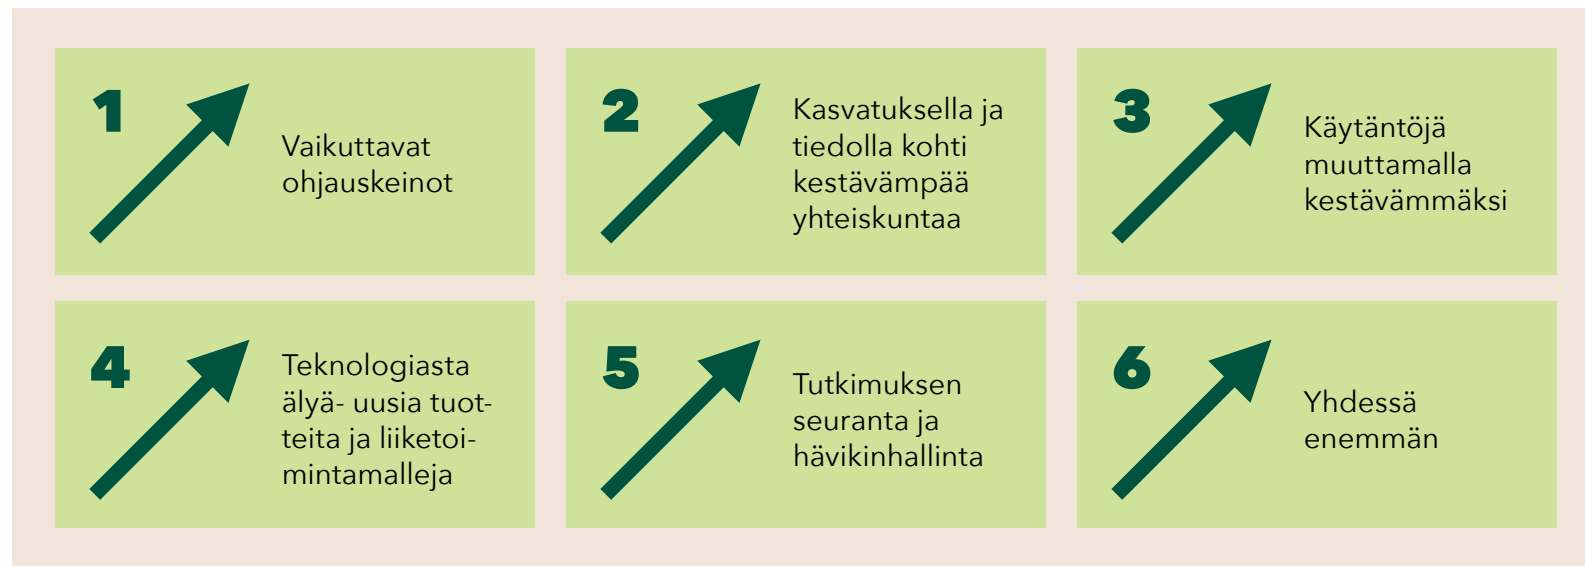 1
Vaikuttavat
ohjauskeinot
2
Kasvatuksella ja
tiedolla kohti
kestävämpää
yhteiskuntaa
3
Käytäntöjä
muuttamalla
kestävämmäksi
4
Teknologiasta
älyä- uusia tuot-
teita ja liiketoi-
mintamalleja
5
Tutkimuksen
seuranta ja
hävikinhallinta
6
Yhdessä
enemmän